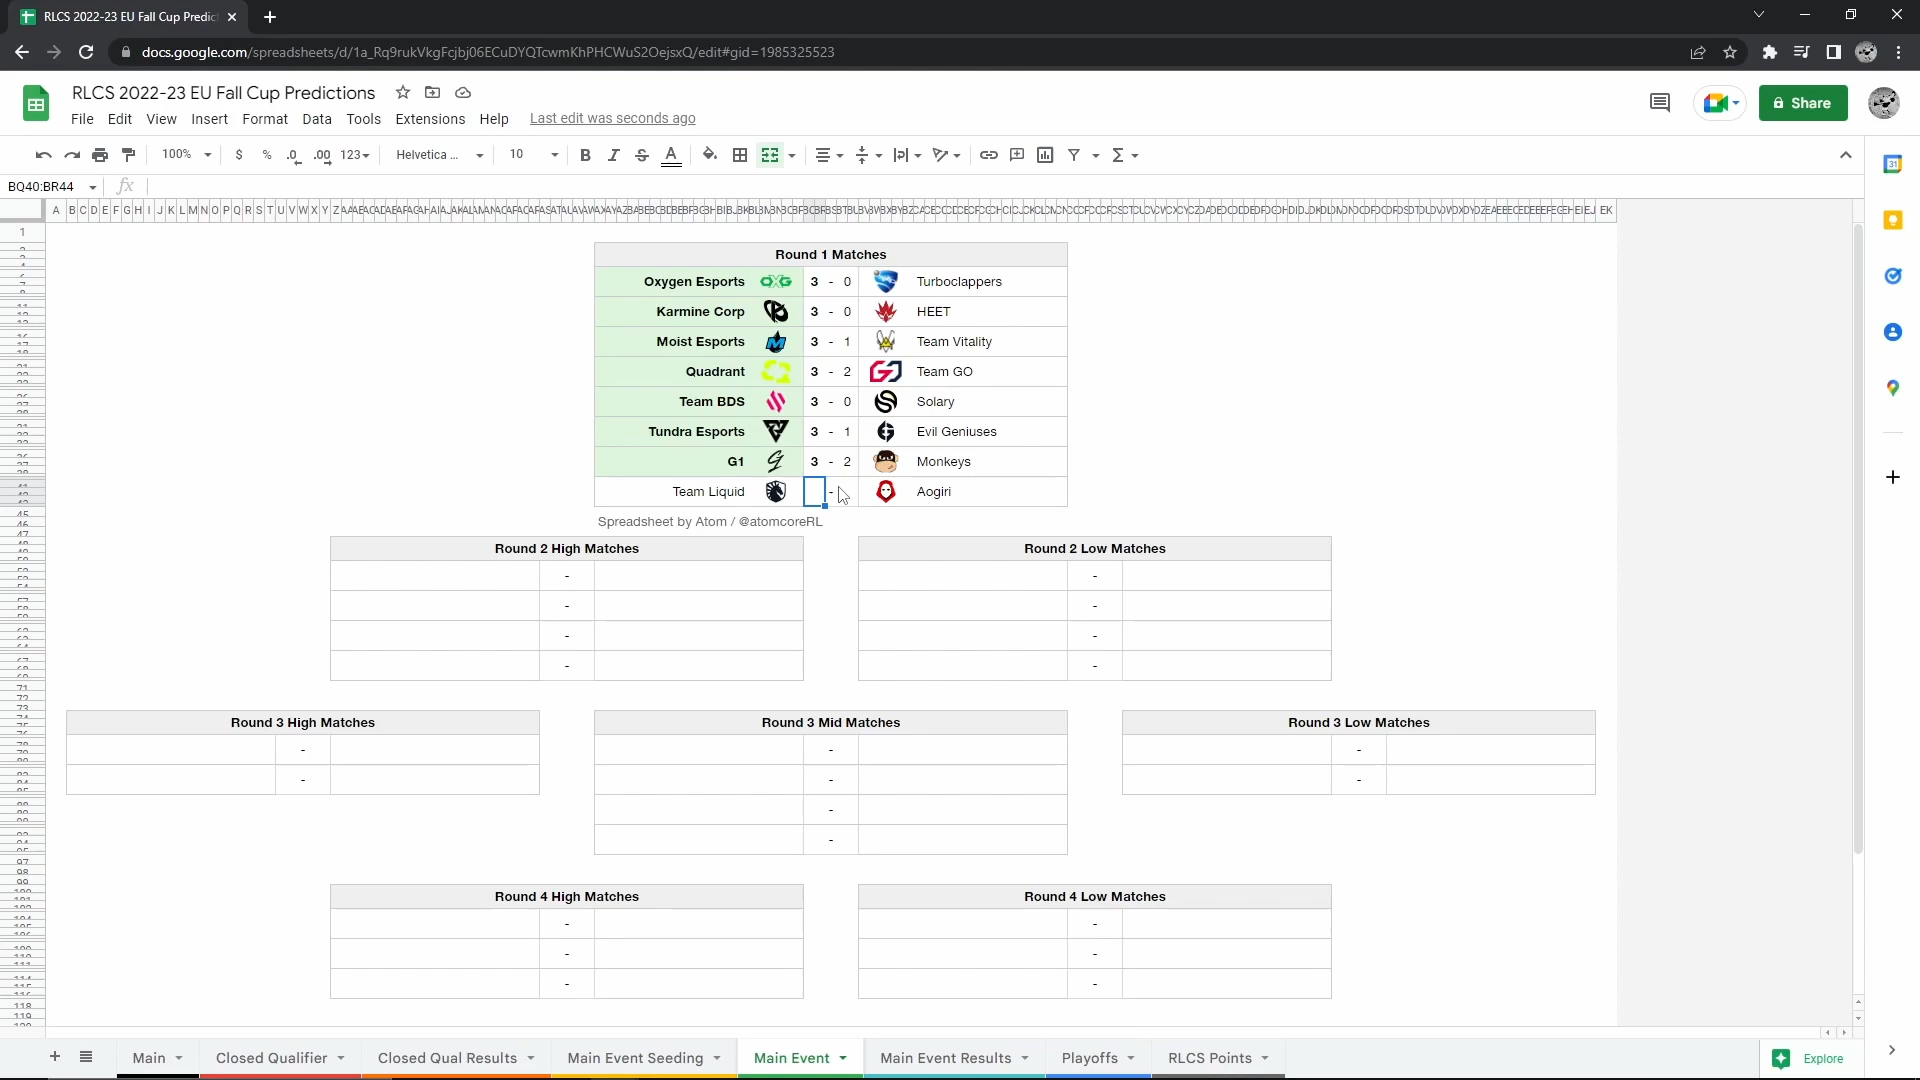 RLCS 2022-23 EU Fall Cup Predic
docs.google.com/spreadsheets/d/1a_Rq9rukVkgFcjbj06ECuDYQTcwmKhPHCWuS2OejsxQ/edit#gid=1985325523
RLCS 2022-23 EU Fall Cup Predictions
File Edit View Insert Format Data Tools Extensions Help Last edit was seconds ago
Share
100% $ % .0 .00 123 Helvetica ... 10 B I S A
BQ40:BR44 fx
A B C D E F G H I J K L M N O P Q R S T U V W X Y Z
EK
1
Round 1 Matches
Oxygen Esports OXG 3 - 0 Turboclappers
Karmine Corp 3 - 0 HEET
Moist Esports 3 - 1 Team Vitality
Quadrant 3 - 2 Team GO
Team BDS 3 - 0 Solary
Tundra Esports 3 - 1 Evil Geniuses
G1 3 - 2 Monkeys
Team Liquid - Aogiri
Spreadsheet by Atom / @atomcoreRL
Round 2 High Matches Round 2 Low Matches
- -
- -
- -
- -
Round 3 High Matches Round 3 Mid Matches Round 3 Low Matches
- - -
- - -
-
-
Round 4 High Matches Round 4 Low Matches
- -
- -
- -
Main Closed Qualifier Closed Qual Results Main Event Seeding Main Event Main Event Results Playoffs RLCS Points
Explore